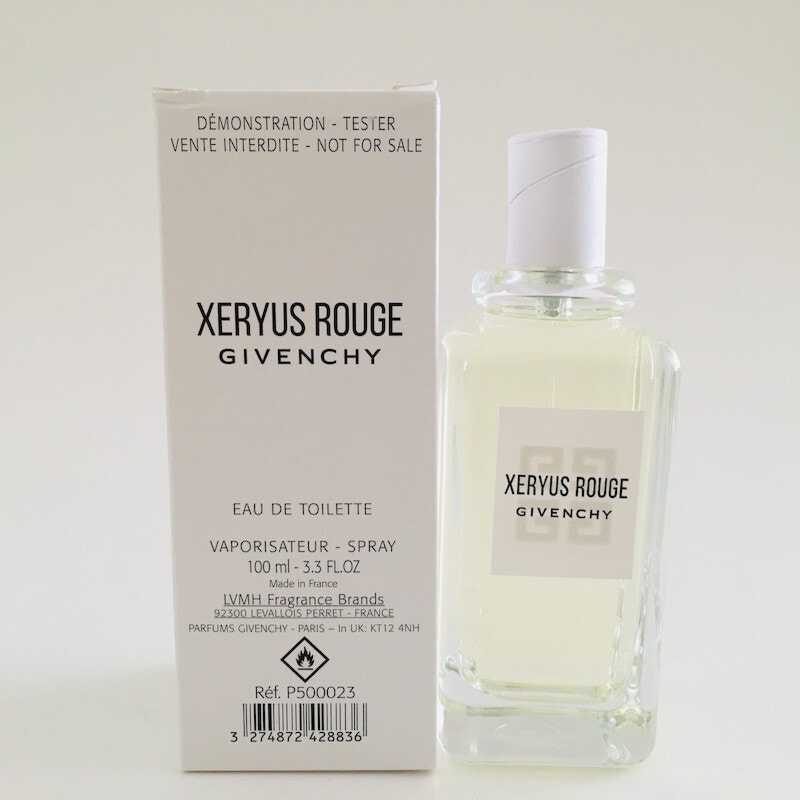 DÉMONSTRATION - TESTER
VENTE INTERDITE - NOT FOR SALE
XERYUS ROUGE
GIVENCHY
EAU DE TOILETTE
VAPORISATEUR - SPRAY
100 ml - 3.3 FL.OZ
Made in France
LVMH Fragrance Brands
92300 LEVALLOIS PERRET - FRANCE
PARFUMS GIVENCHY - PARIS – In UK: KT12 4NH
Réf. P500023
3 274872 428836
XERYUS ROUGE
GIVENCHY